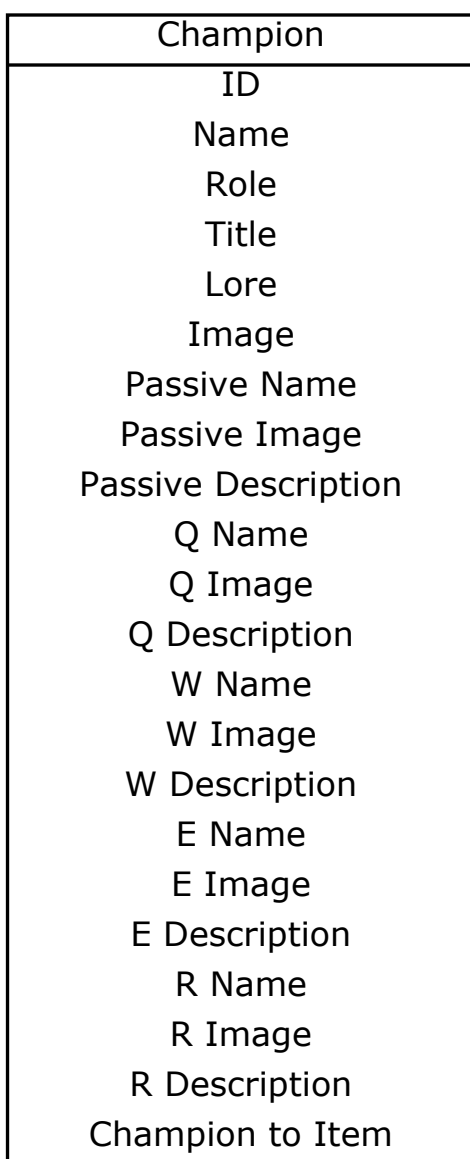 Champion
ID
Name
Role
Title
Lore
Image
Passive Name
Passive Image
Passive Description
Q Name
Q Image
Q Description
W Name
W Image
W Description
E Name
E Image
E Description
R Name
R Image
R Description
Champion to Item